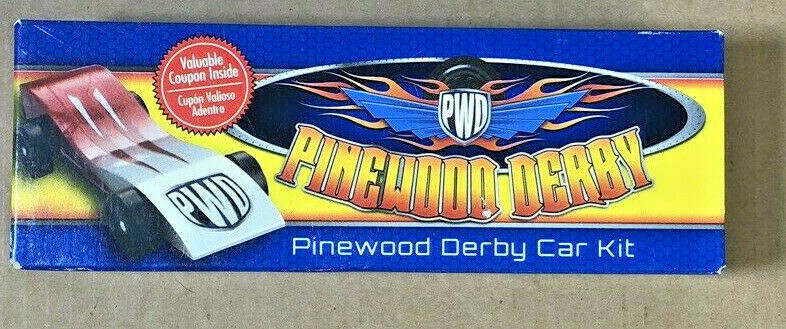 Valuable
Coupon Inside
Cupón Valioso
Adentro
PWD
PINEWOOD DERBY
PWD
Pinewood Derby Car Kit